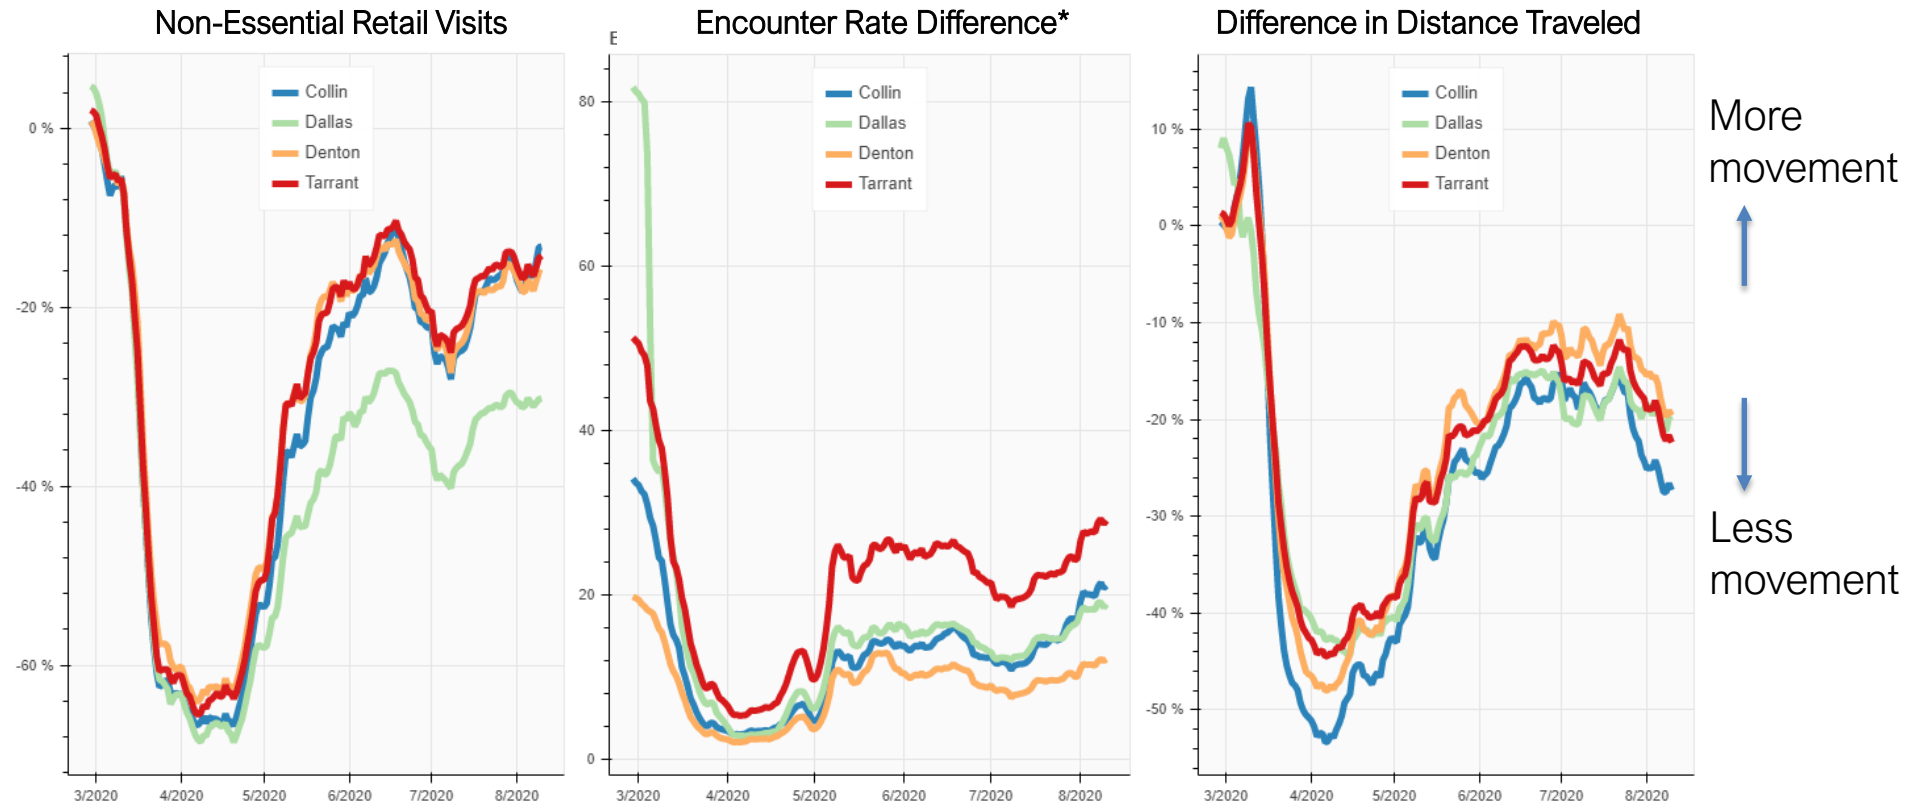 Non-Essential Retail Visits
0 %
-20 %
-40 %
-60 %
Collin
Dallas
Denton
Tarrant
3/2020 4/2020 5/2020 6/2020 7/2020 8/2020
E
Encounter Rate Difference*
80
60
40
20
0
Collin
Dallas
Denton
Tarrant
3/2020 4/2020 5/2020 6/2020 7/2020 8/2020
Difference in Distance Traveled
10 %
0 %
-10 %
-20 %
-30 %
-40 %
-50 %
Collin
Dallas
Denton
Tarrant
3/2020 4/2020 5/2020 6/2020 7/2020 8/2020
More
movement
Less
movement